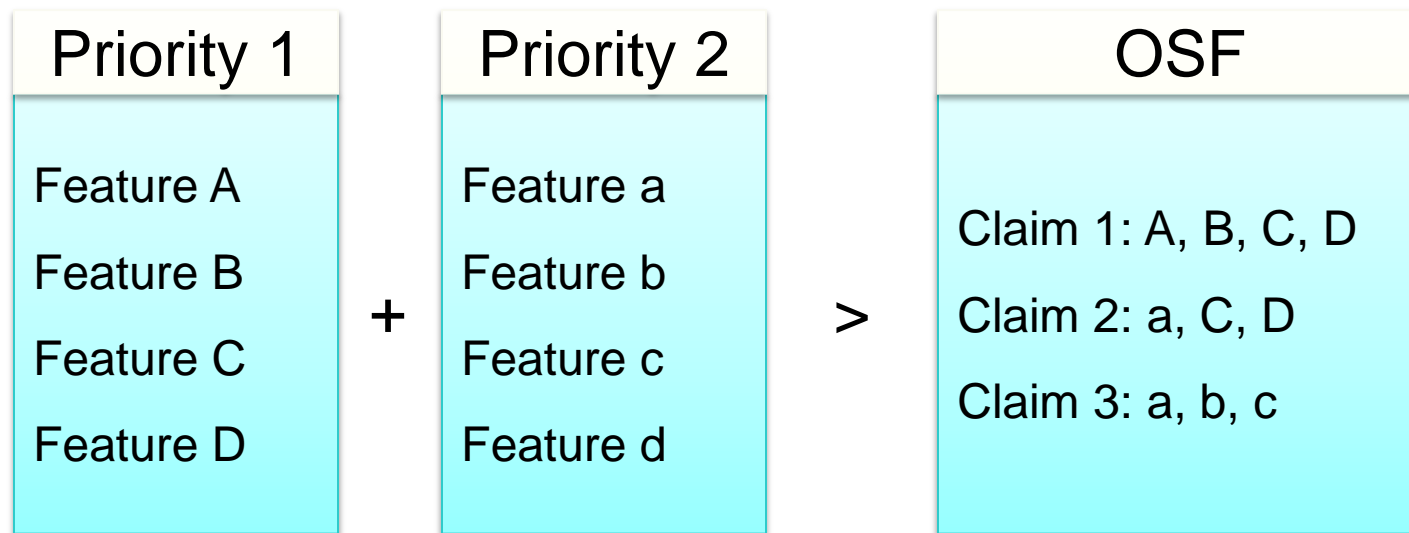 Priority 1
Feature A
Feature B
Feature C
Feature D
+
Priority 2
Feature a
Feature b
Feature c
Feature d
>
OSF
Claim 1: A, B, C, D
Claim 2: a, C, D
Claim 3: a, b, c